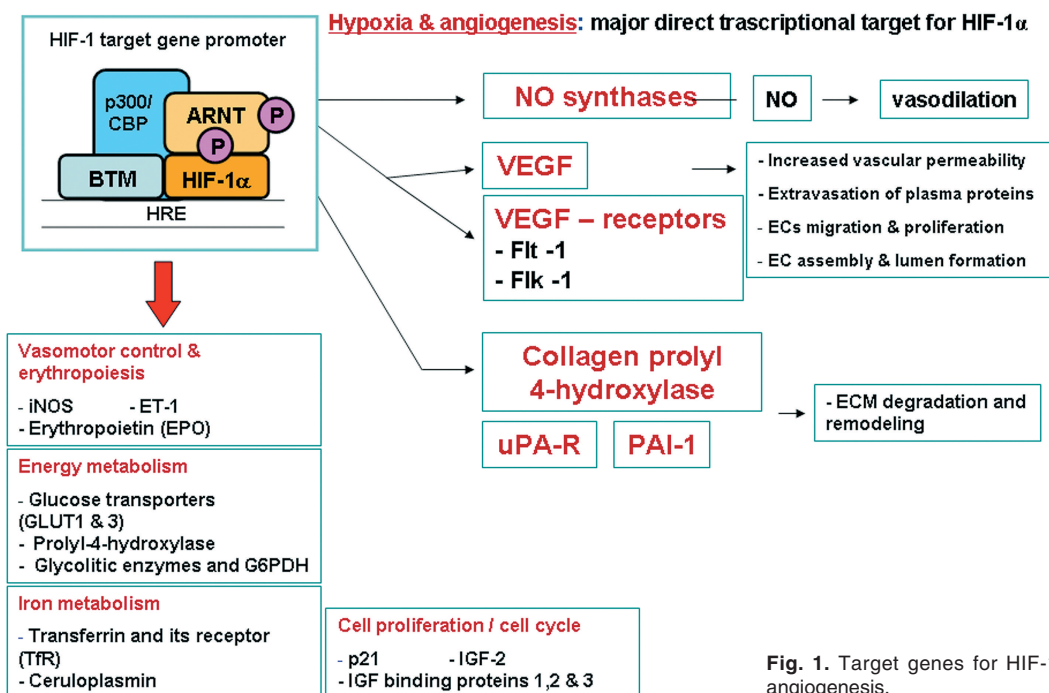 Hypoxia & angiogenesis: major direct trascriptional target for HIF-1α
HIF-1 target gene promoter
p300/
CBP
ARNT
P
P
BTM
HIF-1α
HRE
NO synthases
NO
vasodilation
VEGF
- Increased vascular permeability
- Extravasation of plasma proteins
- ECs migration & proliferation
- EC assembly & lumen formation
VEGF – receptors
- Flt -1
- Flk -1
Collagen prolyl
4-hydroxylase
uPA-R
PAI-1
- ECM degradation and
remodeling
Vasomotor control &
erythropoiesis
- iNOS - ET-1
- Erythropoietin (EPO)
Energy metabolism
- Glucose transporters
(GLUT1 & 3)
- Prolyl-4-hydroxylase
- Glycolitic enzymes and G6PDH
Iron metabolism
- Transferrin and its receptor
(TfR)
- Ceruloplasmin
Cell proliferation / cell cycle
- p21 - IGF-2
- IGF binding proteins 1,2 & 3
Fig. 1. Target genes for HIF-
angiogenesis.